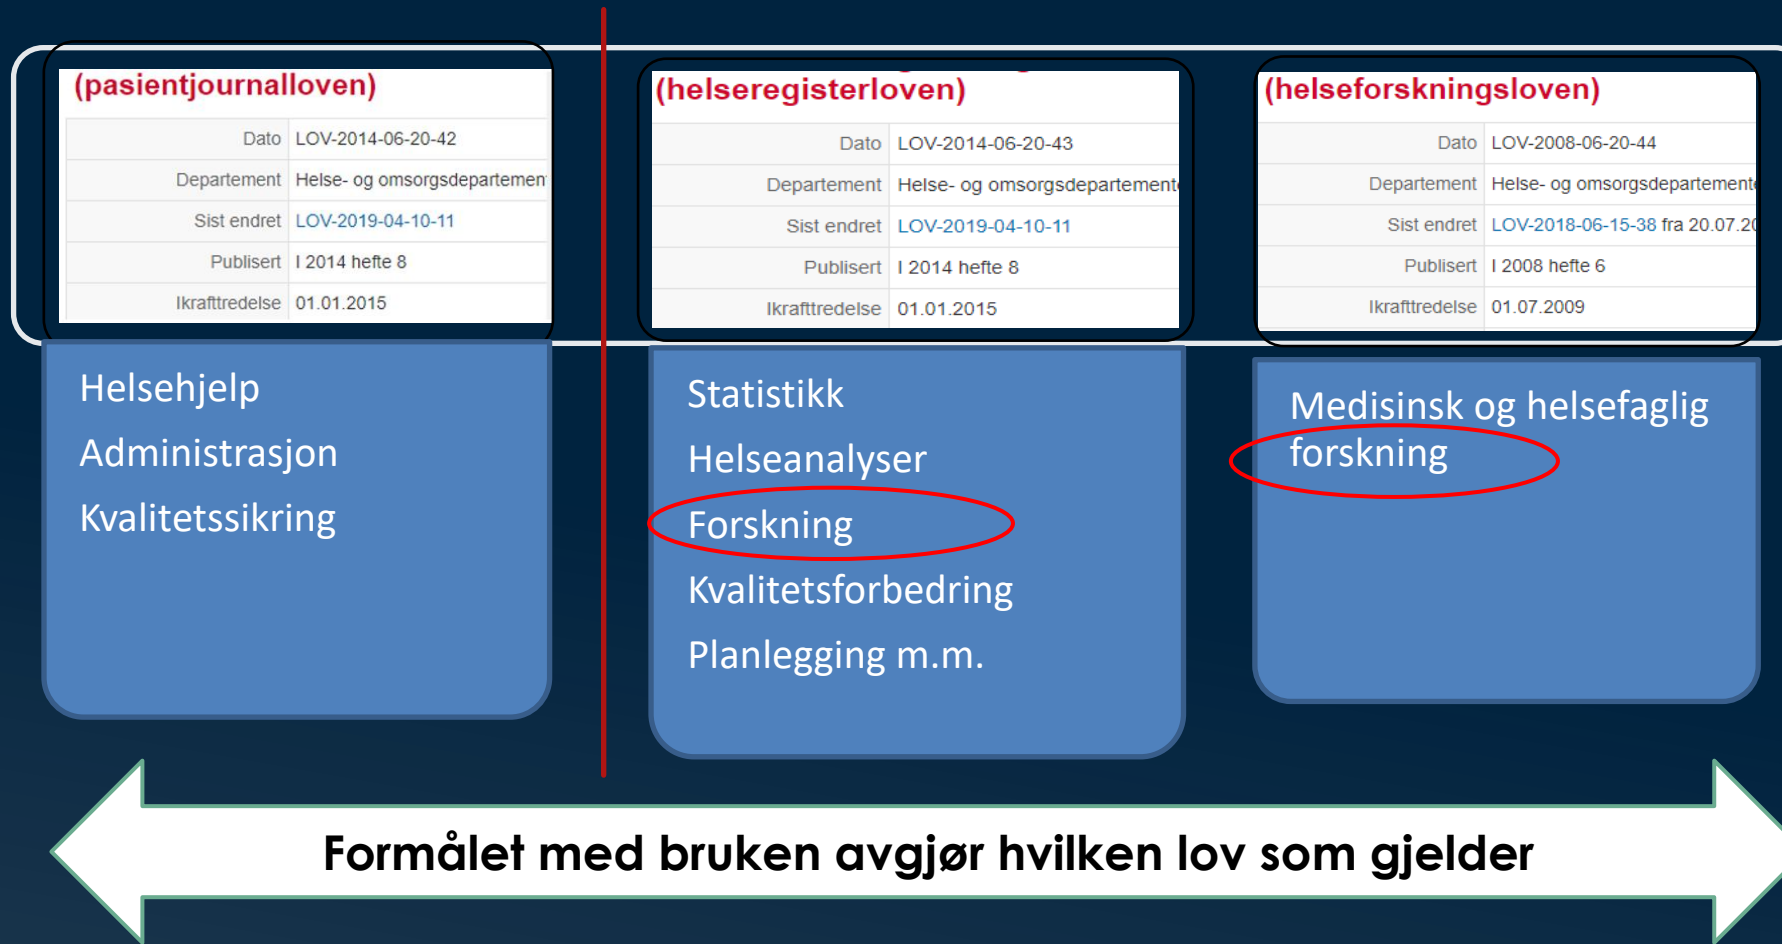 (pasientjournalloven)
Dato LOV-2014-06-20-42
Departement Helse- og omsorgsdepartemen
Sist endret LOV-2019-04-10-11
Publisert I 2014 hefte 8
Ikrafttredelse 01.01.2015
Helsehjelp
Administrasjon
Kvalitetssikring
(helseregisterloven)
Dato LOV-2014-06-20-43
Departement Helse- og omsorgsdepartement
Sist endret LOV-2019-04-10-11
Publisert I 2014 hefte 8
Ikrafttredelse 01.01.2015
Statistikk
Helseanalyser
Forskning
Kvalitetsforbedring
Planlegging m.m.
(helseforskningsloven)
Dato LOV-2008-06-20-44
Departement Helse- og omsorgsdepartemente
Sist endret LOV-2018-06-15-38 fra 20.07.20
Publisert I 2008 hefte 6
Ikrafttredelse 01.07.2009
Medisinsk og helsefaglig
forskning
Formålet med bruken avgjør hvilken lov som gjelder